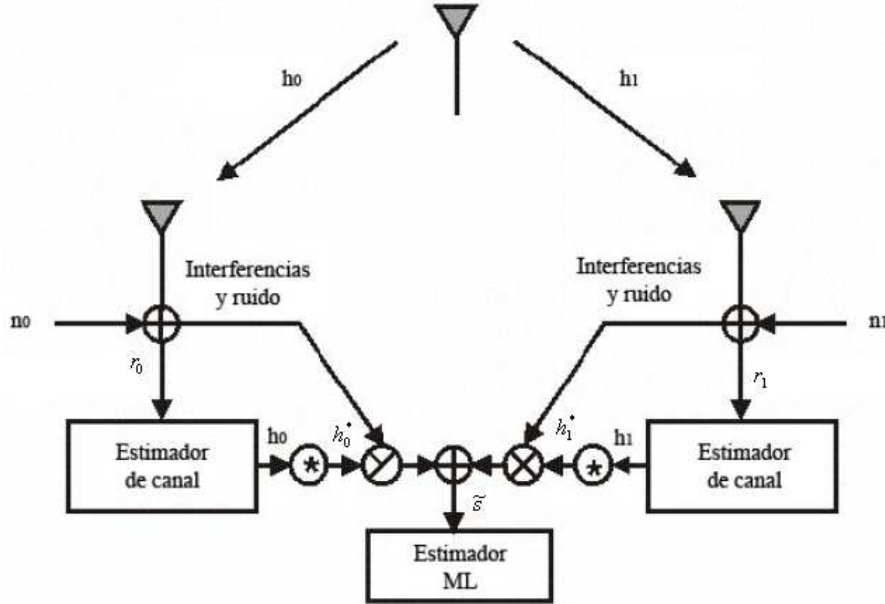 h0
h1
Interferencias
y ruido
Interferencias
y ruido
n0
n1
r0
r1
Estimador
de canal
h0
*
h0*
h1*
*
h1
Estimador
de canal
s̃
Estimador
ML